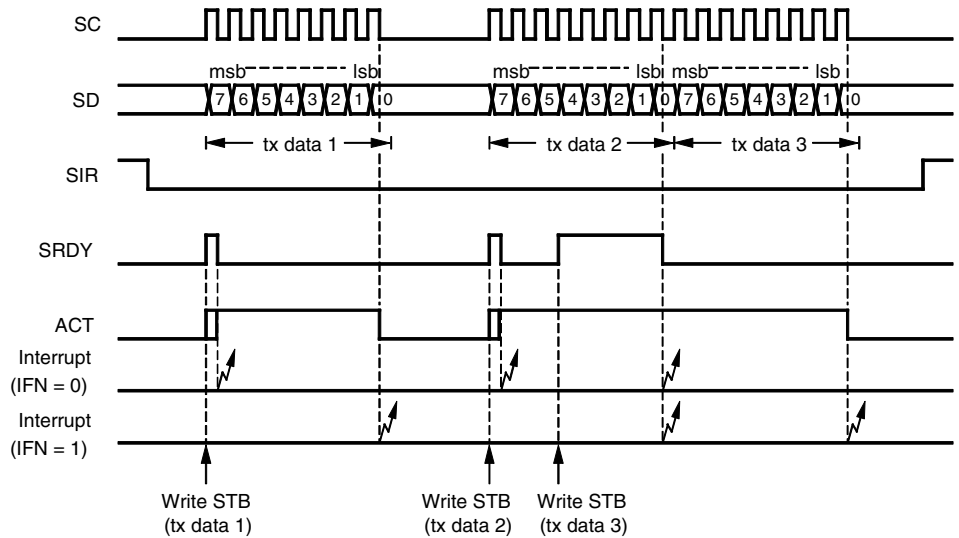 SC
msb lsb msb lsb msb lsb
SD 7 6 5 4 3 2 1 0 7 6 5 4 3 2 1 0 7 6 5 4 3 2 1 0
tx data 1 tx data 2 tx data 3
SIR
SRDY
ACT
Interrupt
(IFN = 0)
Interrupt
(IFN = 1)
Write STB Write STB Write STB
(tx data 1) (tx data 2) (tx data 3)